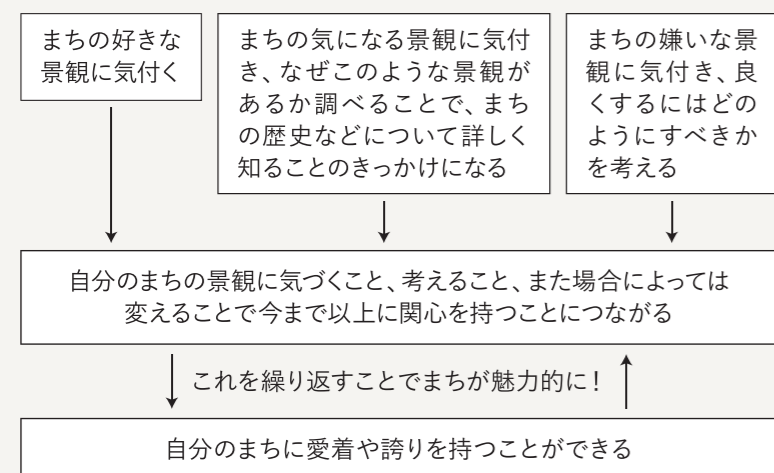 まちの好きな
景観に気付く
まちの気になる景観に気付
き、なぜこのような景観が
あるか調べることで、まち
の歴史などについて詳しく
知ることのきっかけになる
まちの嫌いな景
観に気付き、良
くするにはどの
ようにすべきか
を考える
自分のまちの景観に気づくこと、考えること、また場合によっては
変えることで今まで以上に関心を持つことにつながる
これを繰り返すことでまちが魅力的に!
自分のまちに愛着や誇りを持つことができる